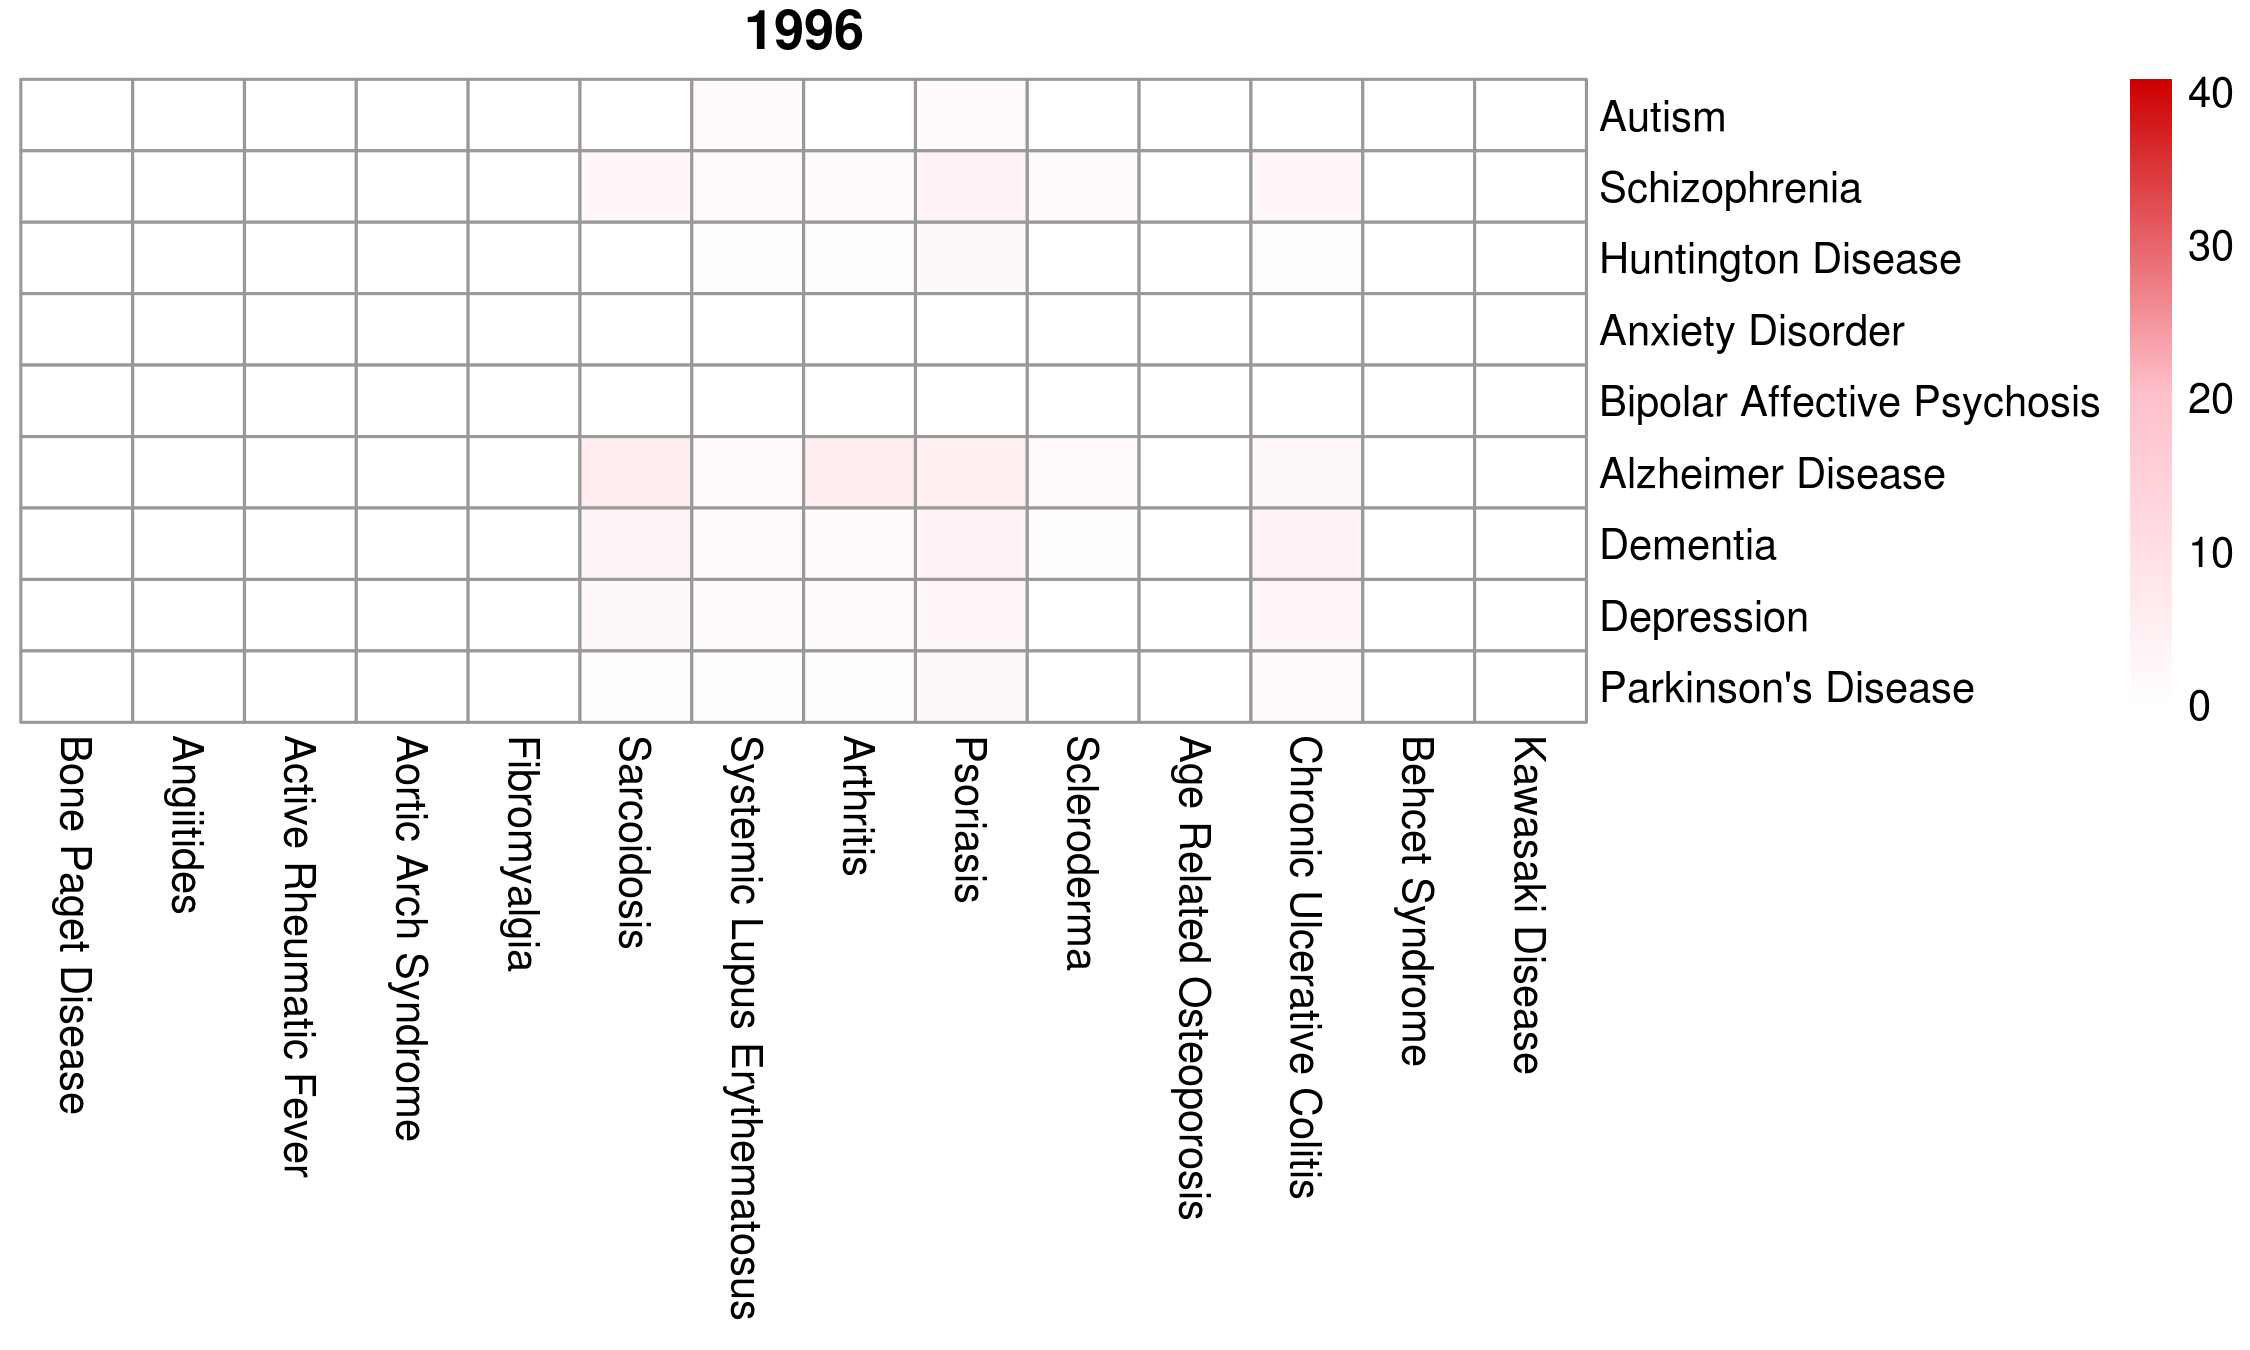 1996
Autism
Schizophrenia
Huntington Disease
Anxiety Disorder
Bipolar Affective Psychosis
Alzheimer Disease
Dementia
Depression
Parkinson's Disease
40
30
20
10
0
Bone Paget Disease
Angiitides
Active Rheumatic Fever
Aortic Arch Syndrome
Fibromyalgia
Sarcoidosis
Systemic Lupus Erythematosus
Arthritis
Psoriasis
Scleroderma
Age Related Osteoporosis
Chronic Ulcerative Colitis
Behcet Syndrome
Kawasaki Disease